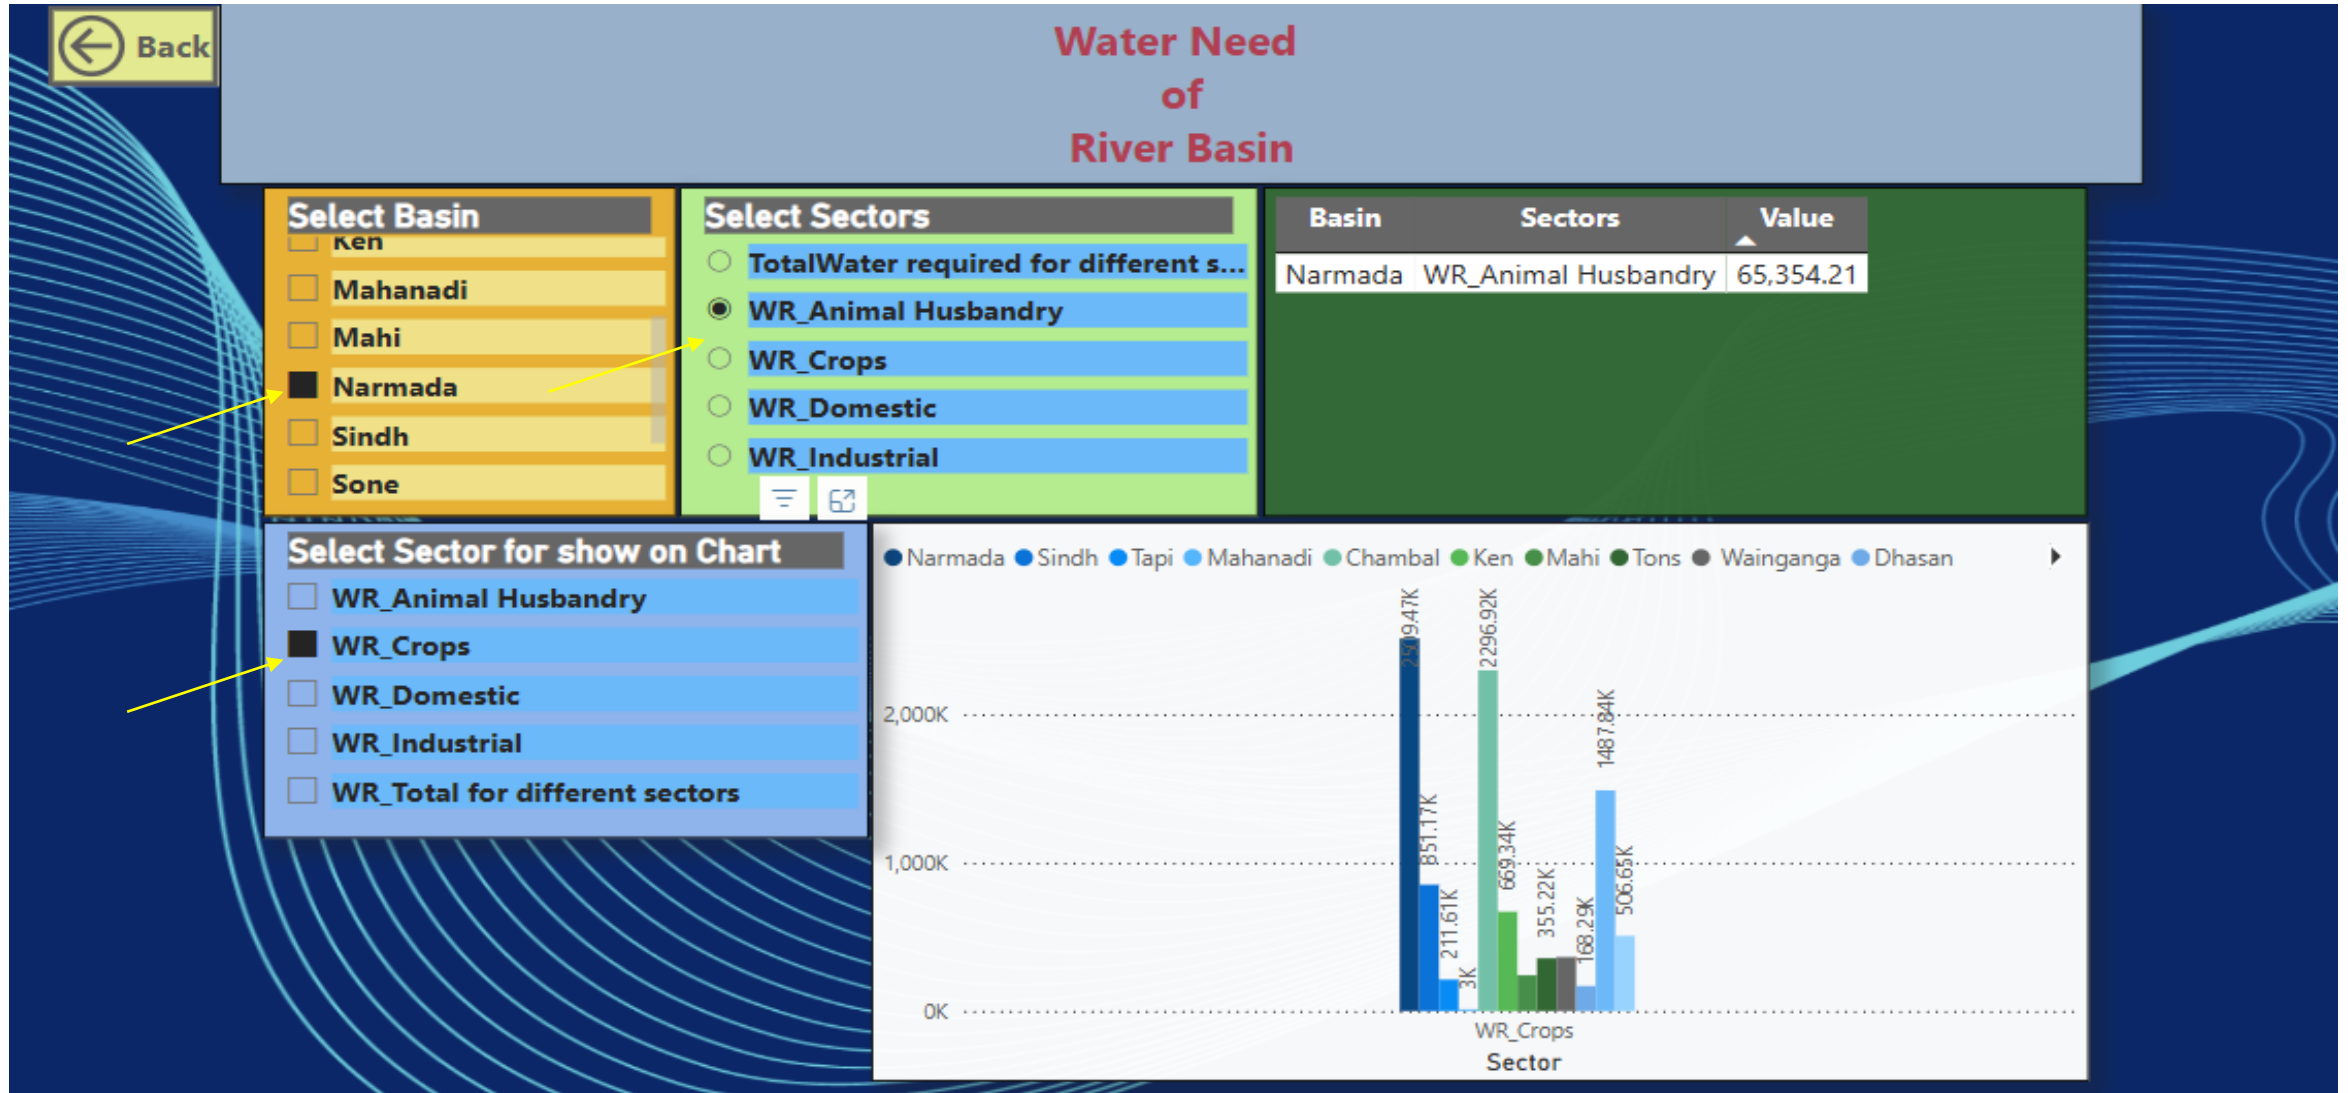 Back
Water Need
of
River Basin
Select Basin
Ken
Mahanadi
Mahi
Narmada
Sindh
Sone
Select Sectors
TotalWater required for different s...
WR_Animal Husbandry
WR_Crops
WR_Domestic
WR_Industrial
Basin Sectors Value
Narmada WR_Animal Husbandry 65,354.21
Select Sector for show on Chart
WR_Animal Husbandry
WR_Crops
WR_Domestic
WR_Industrial
WR_Total for different sectors
Narmada Sindh Tapi Mahanadi Chambal Ken Mahi Tons Wainganga Dhasan
2,000K
1,000K
0K
2509.47K
851.17K
211.61K
3K
2296.92K
669.34K
355.22K
168.29K
1487.84K
506.65K
WR_Crops
Sector